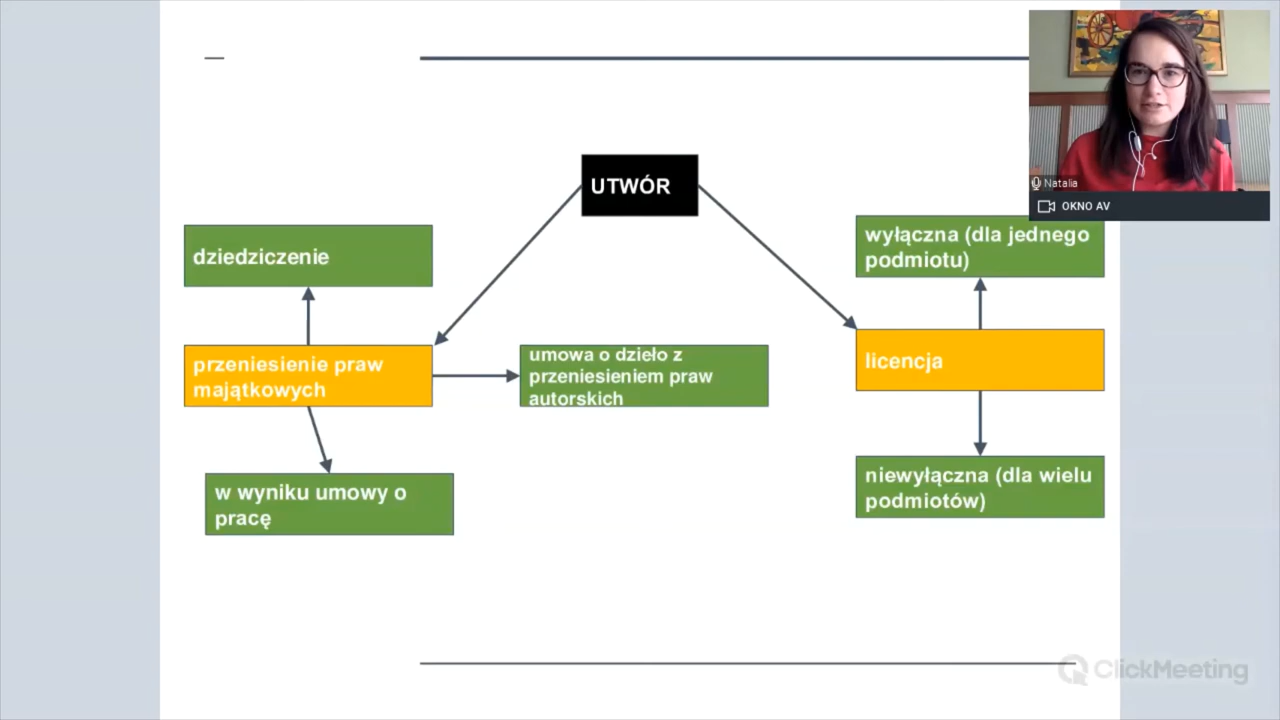 UTWÓR
dziedziczenie
przeniesienie praw
majątkowych
w wyniku umowy o
pracę
umowa o dzieło z
przeniesieniem praw
autorskich
wyłączna (dla jednego
podmiotu)
licencja
niewyłączna (dla wielu
podmiotów)
Natalia
OKNO AV
ClickMeeting